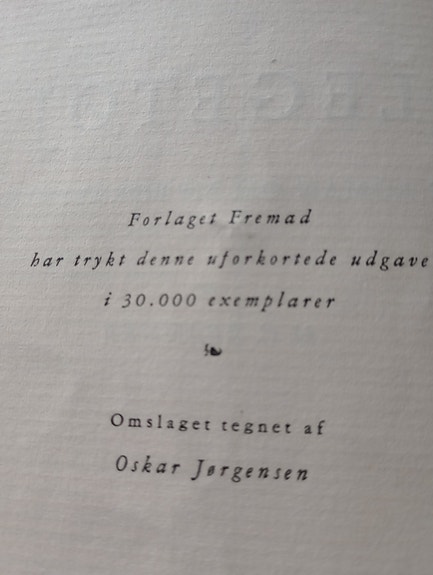 Forlaget Fremad
har trykt denne uforkortede udgave
i 30.000 exemplarer
Omslaget tegnet af
Oskar Jørgensen